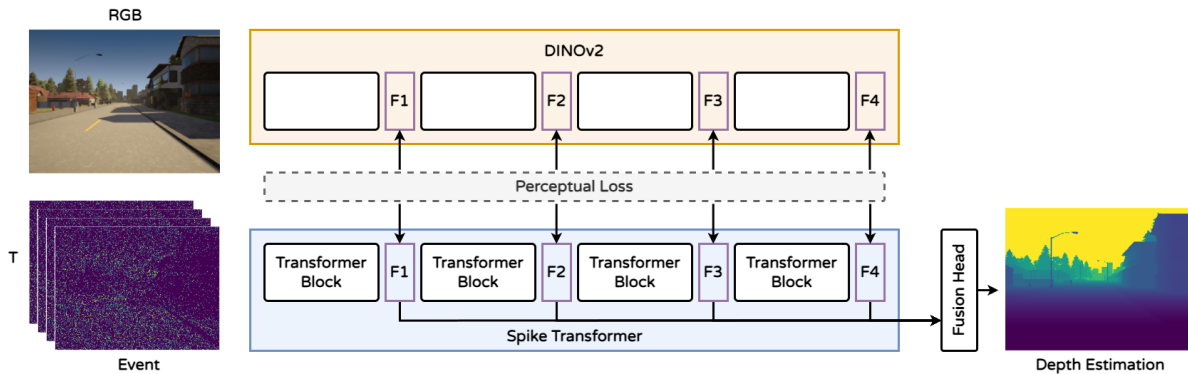 RGB
DINOv2
F1
F2
F3
F4
Perceptual Loss
T
Transformer
Block
F1
Transformer
Block
F2
Transformer
Block
F3
Transformer
Block
F4
Fusion Head
Spike Transformer
Event
Depth Estimation